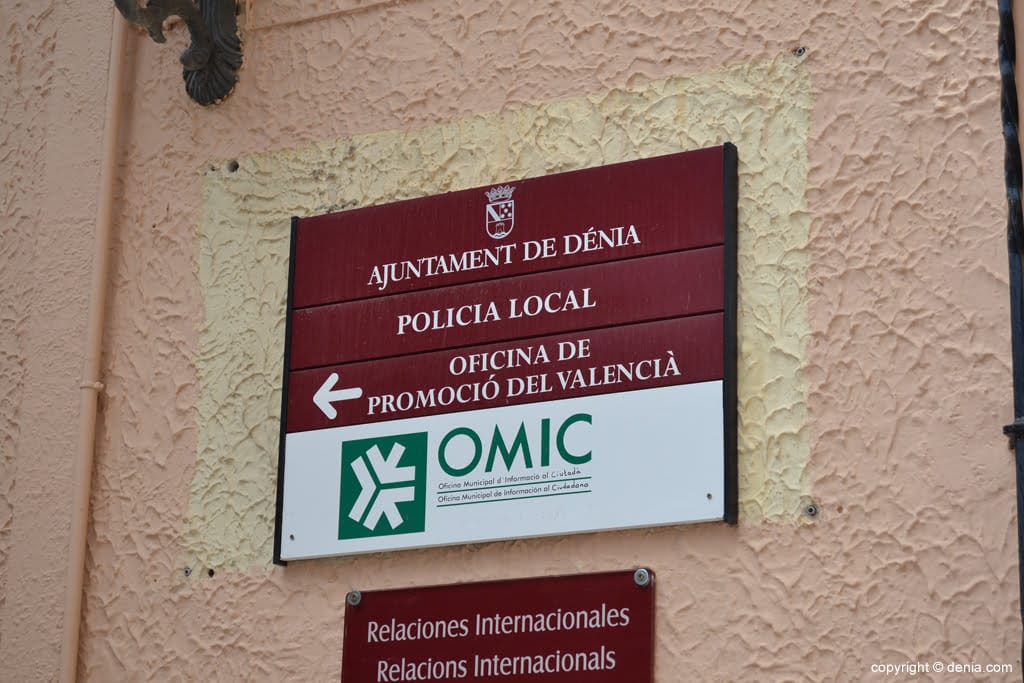 AJUNTAMENT DE DÉNIA
POLICIA LOCAL
OFICINA DE
PROMOCIÓ DEL VALENCIÀ
OMIC
Oficina Municipal d'Informacio al Ciutadà
Oficina Municipal de Información al Ciudadano
Relaciones Internacionales
Relacions Internacionals
copyright © denia.com